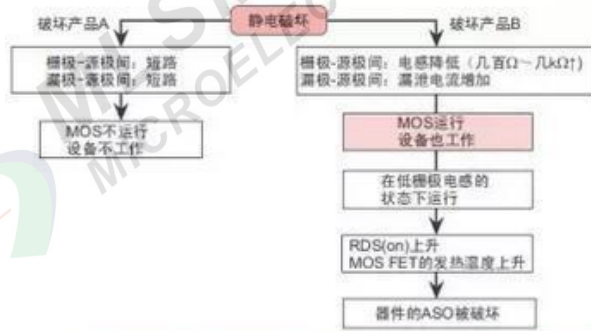 静电破坏
破坏产品A
破坏产品B
栅极-源极间：短路
漏极-源极间：短路
MOS不运行
设备不工作
栅极-源极间：电感降低（几百Ω～几kΩ↑）
漏极-源极间：漏泄电流增加
MOS运行
设备也工作
在低栅极电感的
状态下运行
RDS(on)上升
MOS FET的发热温度上升
器件的ASO被破坏